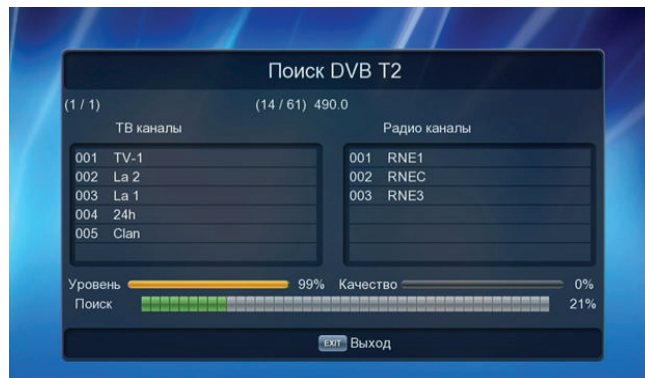 Поиск DVB T2
(1 / 1) (14 / 61) 490.0
ТВ каналы Радио каналы
001 TV-1 001 RNE1
002 La 2 002 RNEC
003 La 1 003 RNE3
004 24h
005 Clan
Уровень 99% Качество 0%
Поиск 21%
EXIT Выход